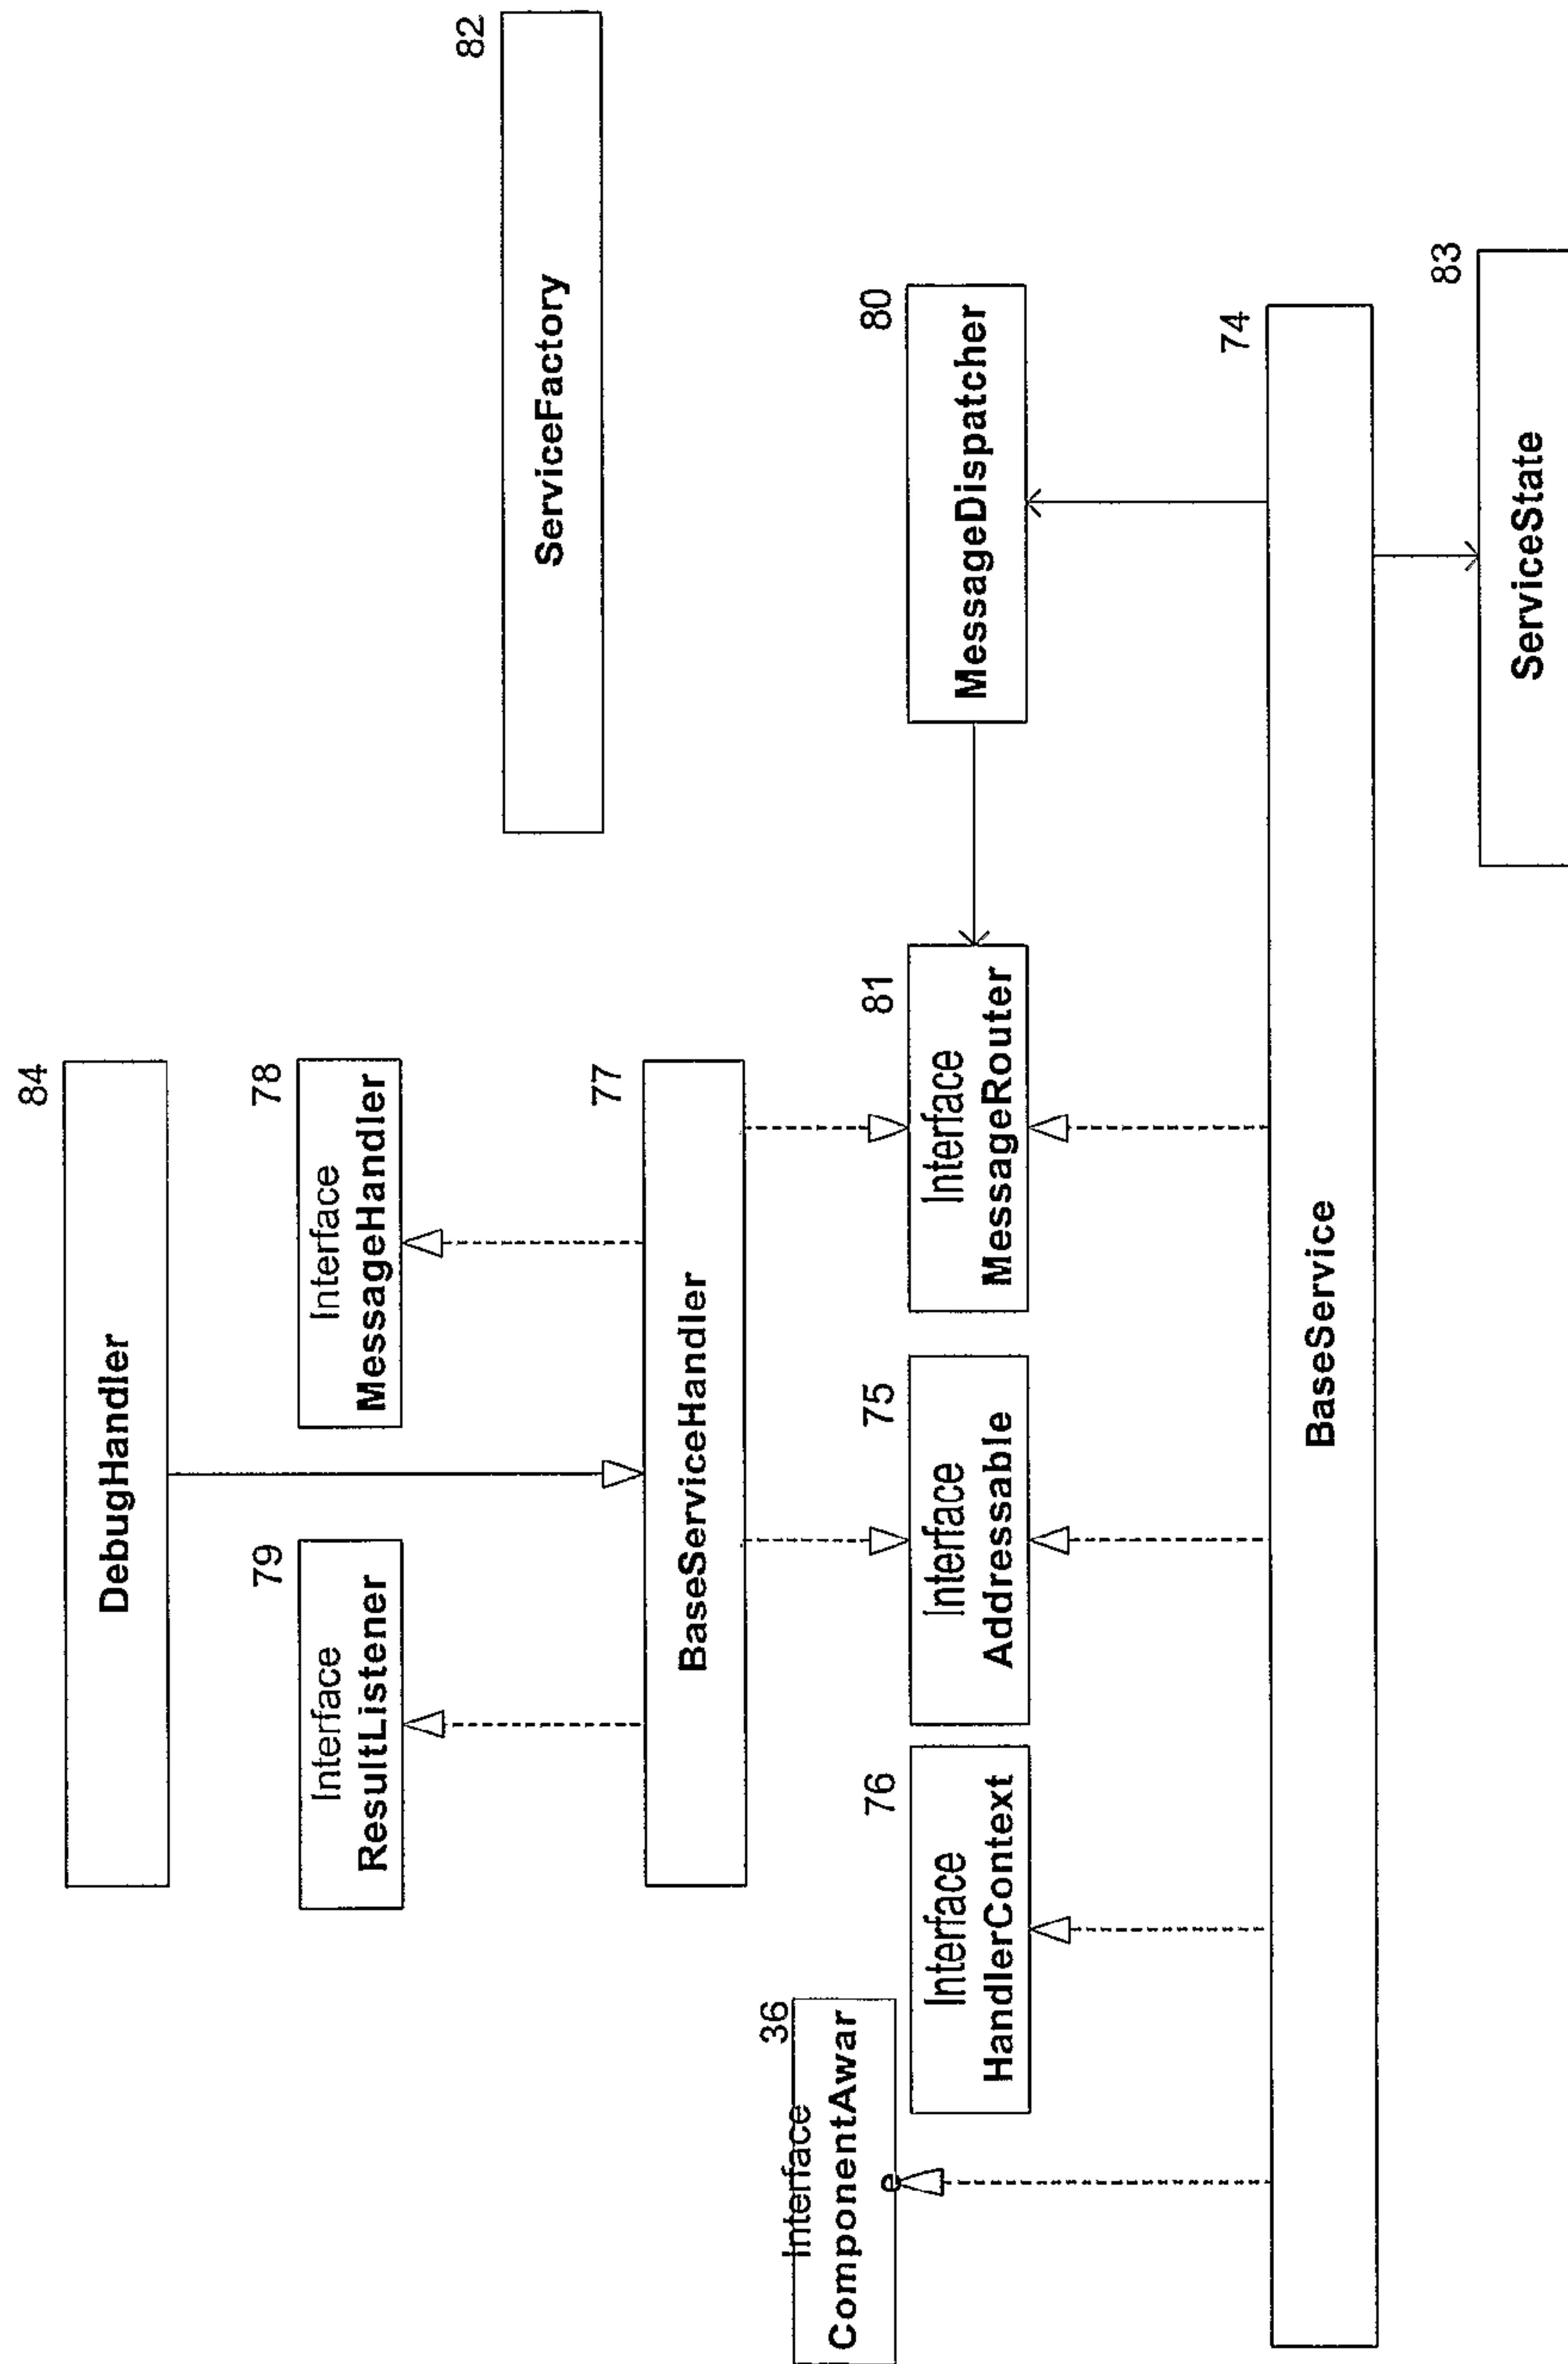 84
DebugHandler
79
Interface
ResultListener
78
Interface
MessageHandler
82
ServiceFactory
77
BaseServiceHandler
36
Interface
ComponentAwar
e
76
Interface
HandlerContext
75
Interface
Addressable
81
Interface
MessageRouter
80
MessageDispatcher
74
BaseService
83
ServiceState